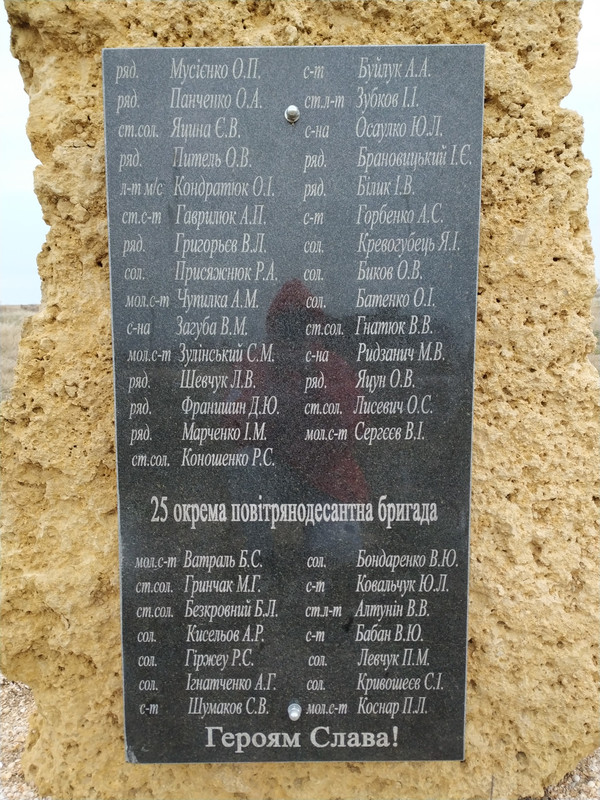 ряд. Мусієнко О.П. с-т Буйлук А.А.
ряд. Панченко О.А. ст.л-т Зубков І.І.
ст.сол. Яцина Є.В. с-на Осаулко Ю.Л.
ряд. Питель О.В. ряд. Брановицький І.Є.
л-т м/с Кондратюк О.І. ряд. Білик І.В.
ст.с-т Гаврилюк А.П. с-т Горбенко А.С.
ряд. Григорьєв В.Л. сол. Кревогубець Я.І.
сол. Присяжнюк Р.А. сол. Биков О.В.
мол.с-т Чупилка А.М. сол. Батенко О.І.
с-на Загуба В.М. ст.сол. Гнатюк В.В.
мол.с-т Зулінський С.М. с-на Ридзанич М.В.
ряд. Шевчук Л.В. ряд. Яцун О.В.
ряд. Франишин Д.Ю. ст.сол. Лисевич О.С.
ряд. Марченко І.М. мол.с-т Сергєєв В.І.
ст.сол. Коношенко Р.С.
25 окрема повітрянодесантна бригада
мол.с-т Ватраль Б.С. сол. Бондаренко В.Ю.
ст.сол. Гринчак М.Г. с-т Ковальчук Ю.Л.
ст.сол. Безкровний Б.Л. ст.л-т Алтунін В.В.
сол. Кисельов А.Р. с-т Бабан В.Ю.
сол. Гіржеу Р.С. сол. Левчук П.М.
сол. Ігнатченко А.Г. сол. Кривошеєв С.І.
с-т Шумаков С.В. мол.с-т Коснар П.Л.
Героям Слава!